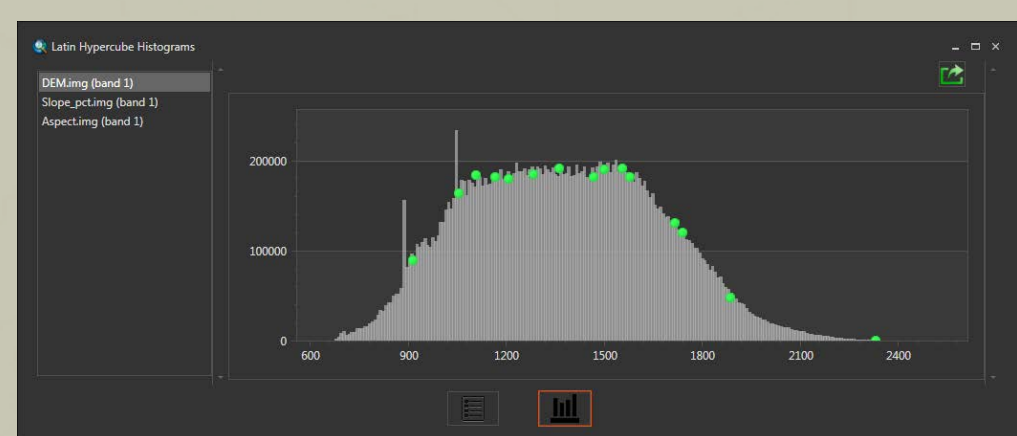 Latin Hypercube Histograms
DEM.img (band 1)
Slope_pct.img (band 1)
Aspect.img (band 1)
200000
100000
0
600 900 1200 1500 1800 2100 2400